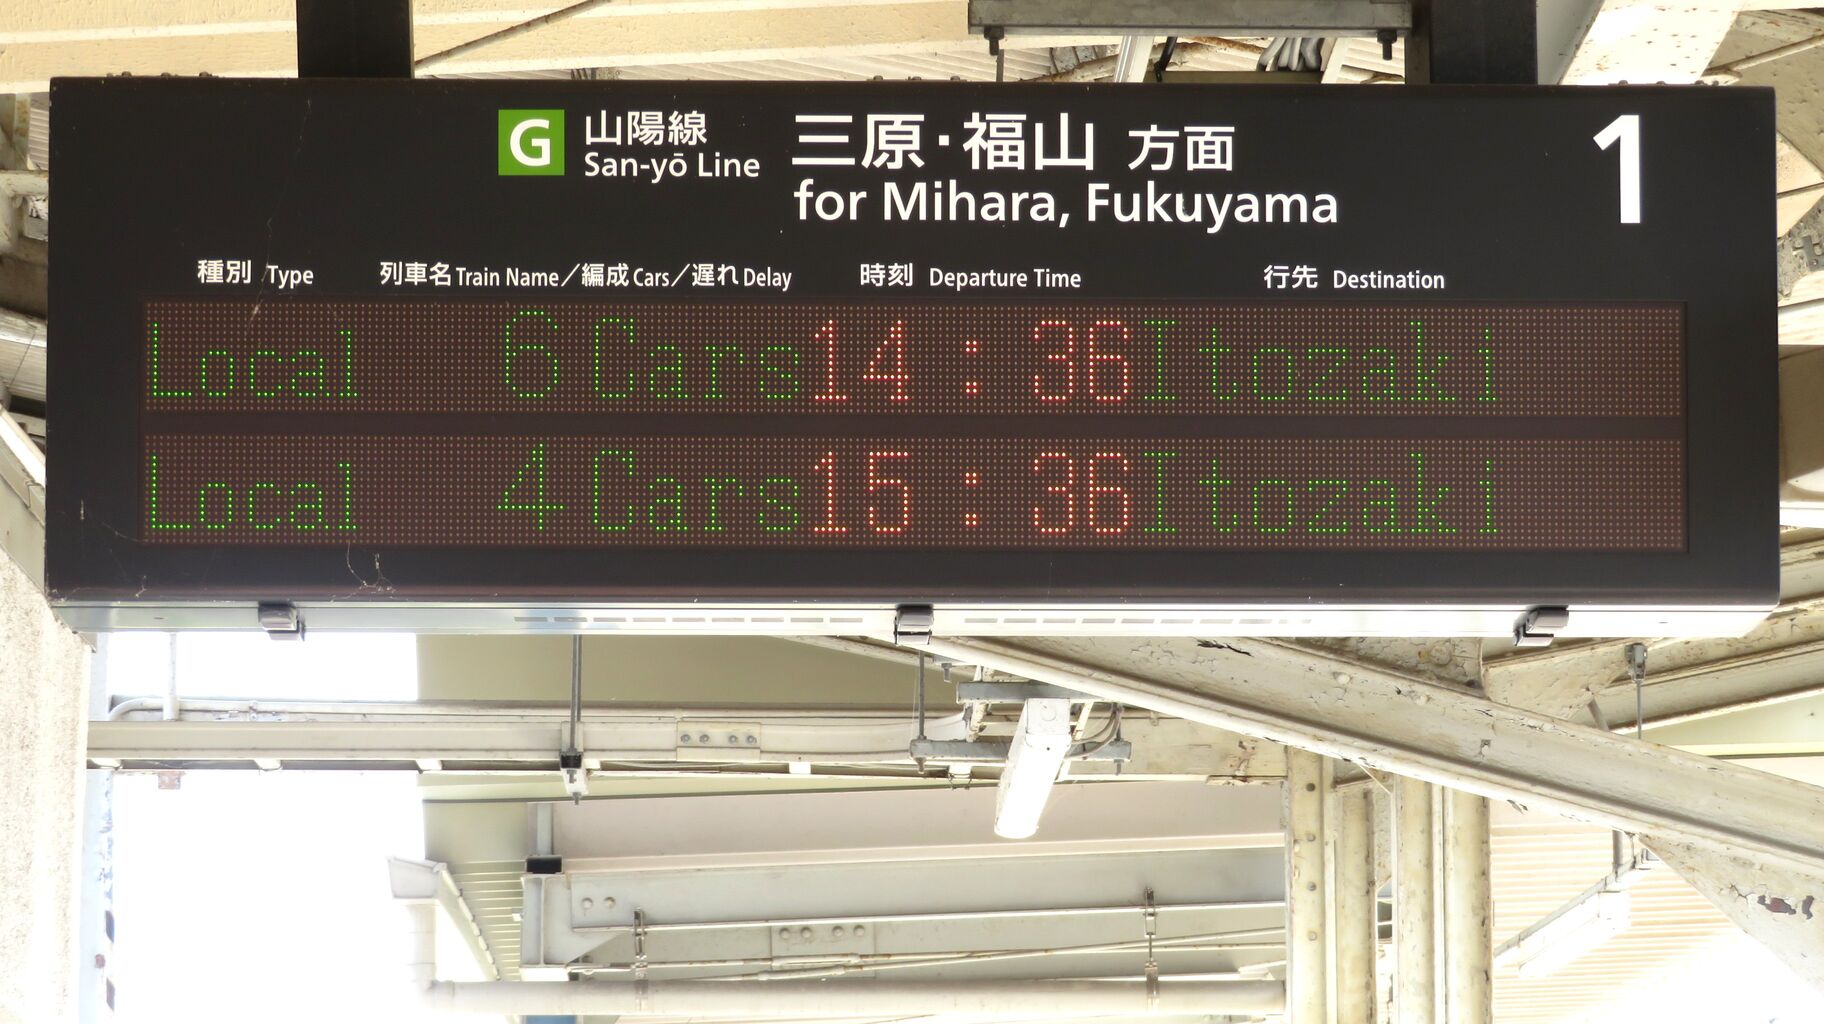 G 山陽線 三原・福山 方面 1
San-yō Line for Mihara, Fukuyama
種別 Type 列車名 Train Name／編成 Cars／遅れ Delay 時刻 Departure Time 行先 Destination
Local 6 Cars 14:36 Itozaki
Local 4 Cars 15:36 Itozaki